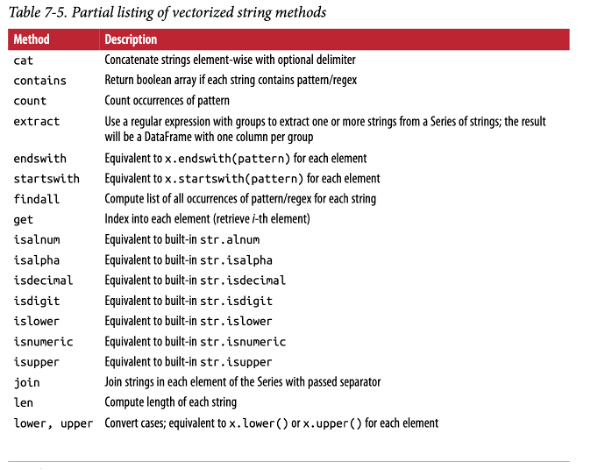 Table 7-5. Partial listing of vectorized string methods
Method Description
cat Concatenate strings element-wise with optional delimiter
contains Return boolean array if each string contains pattern/regex
count Count occurrences of pattern
extract Use a regular expression with groups to extract one or more strings from a Series of strings; the result
will be a DataFrame with one column per group
endswith Equivalent to x.endswith(pattern) for each element
startswith Equivalent to x.startswith(pattern) for each element
findall Compute list of all occurrences of pattern/regex for each string
get Index into each element (retrieve i-th element)
isalnum Equivalent to built-in str.alnum
isalpha Equivalent to built-in str.isalpha
isdecimal Equivalent to built-in str.isdecimal
isdigit Equivalent to built-in str.isdigit
islower Equivalent to built-in str.islower
isnumeric Equivalent to built-in str.isnumeric
isupper Equivalent to built-in str.isupper
join Join strings in each element of the Series with passed separator
len Compute length of each string
lower, upper Convert cases; equivalent to x.lower() or x.upper() for each element